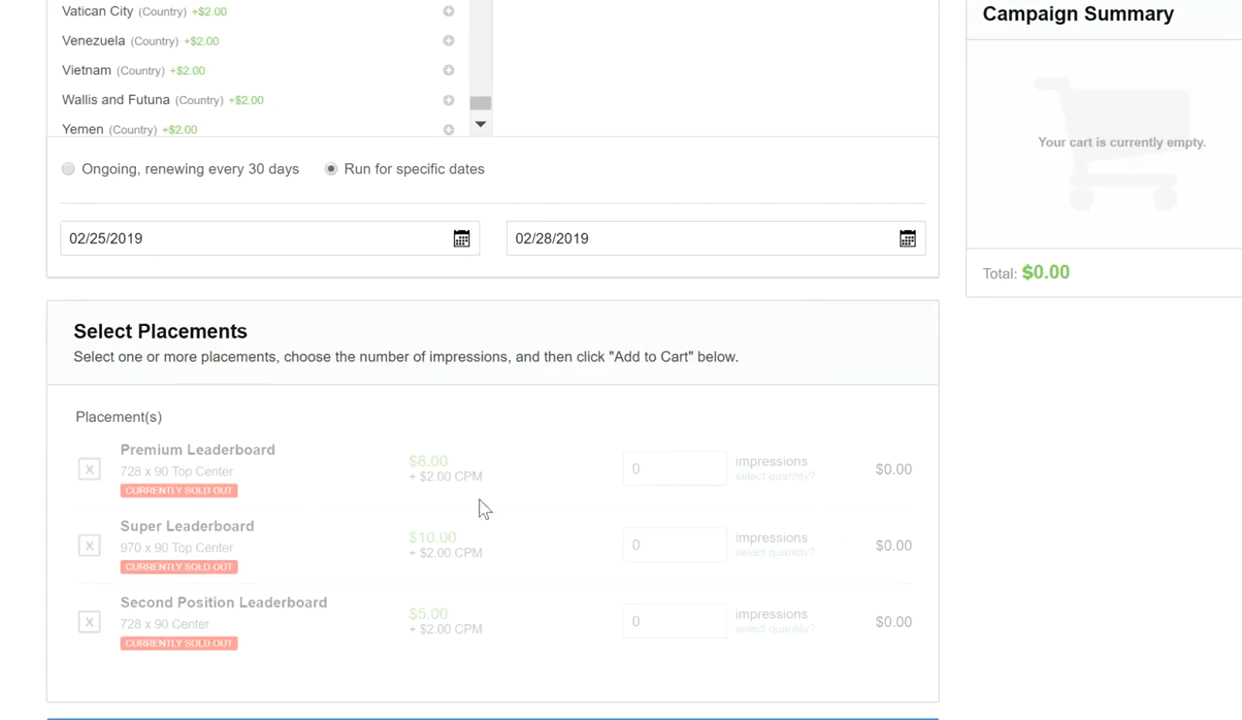 Vatican City (Country) +$2.00
Venezuela (Country) +$2.00
Vietnam (Country) +$2.00
Wallis and Futuna (Country) +$2.00
Yemen (Country) +$2.00
Ongoing, renewing every 30 days
Run for specific dates
02/25/2019
02/28/2019
Campaign Summary
Your cart is currently empty.
Total: $0.00
Select Placements
Select one or more placements, choose the number of impressions, and then click "Add to Cart" below.
Placement(s)
X
Premium Leaderboard
728 x 90 Top Center
CURRENTLY SOLD OUT
$8.00
+ $2.00 CPM
0
impressions
select quantity?
$0.00
X
Super Leaderboard
970 x 90 Top Center
CURRENTLY SOLD OUT
$10.00
+ $2.00 CPM
0
impressions
select quantity?
$0.00
X
Second Position Leaderboard
728 x 90 Center
CURRENTLY SOLD OUT
$5.00
+ $2.00 CPM
0
impressions
select quantity?
$0.00